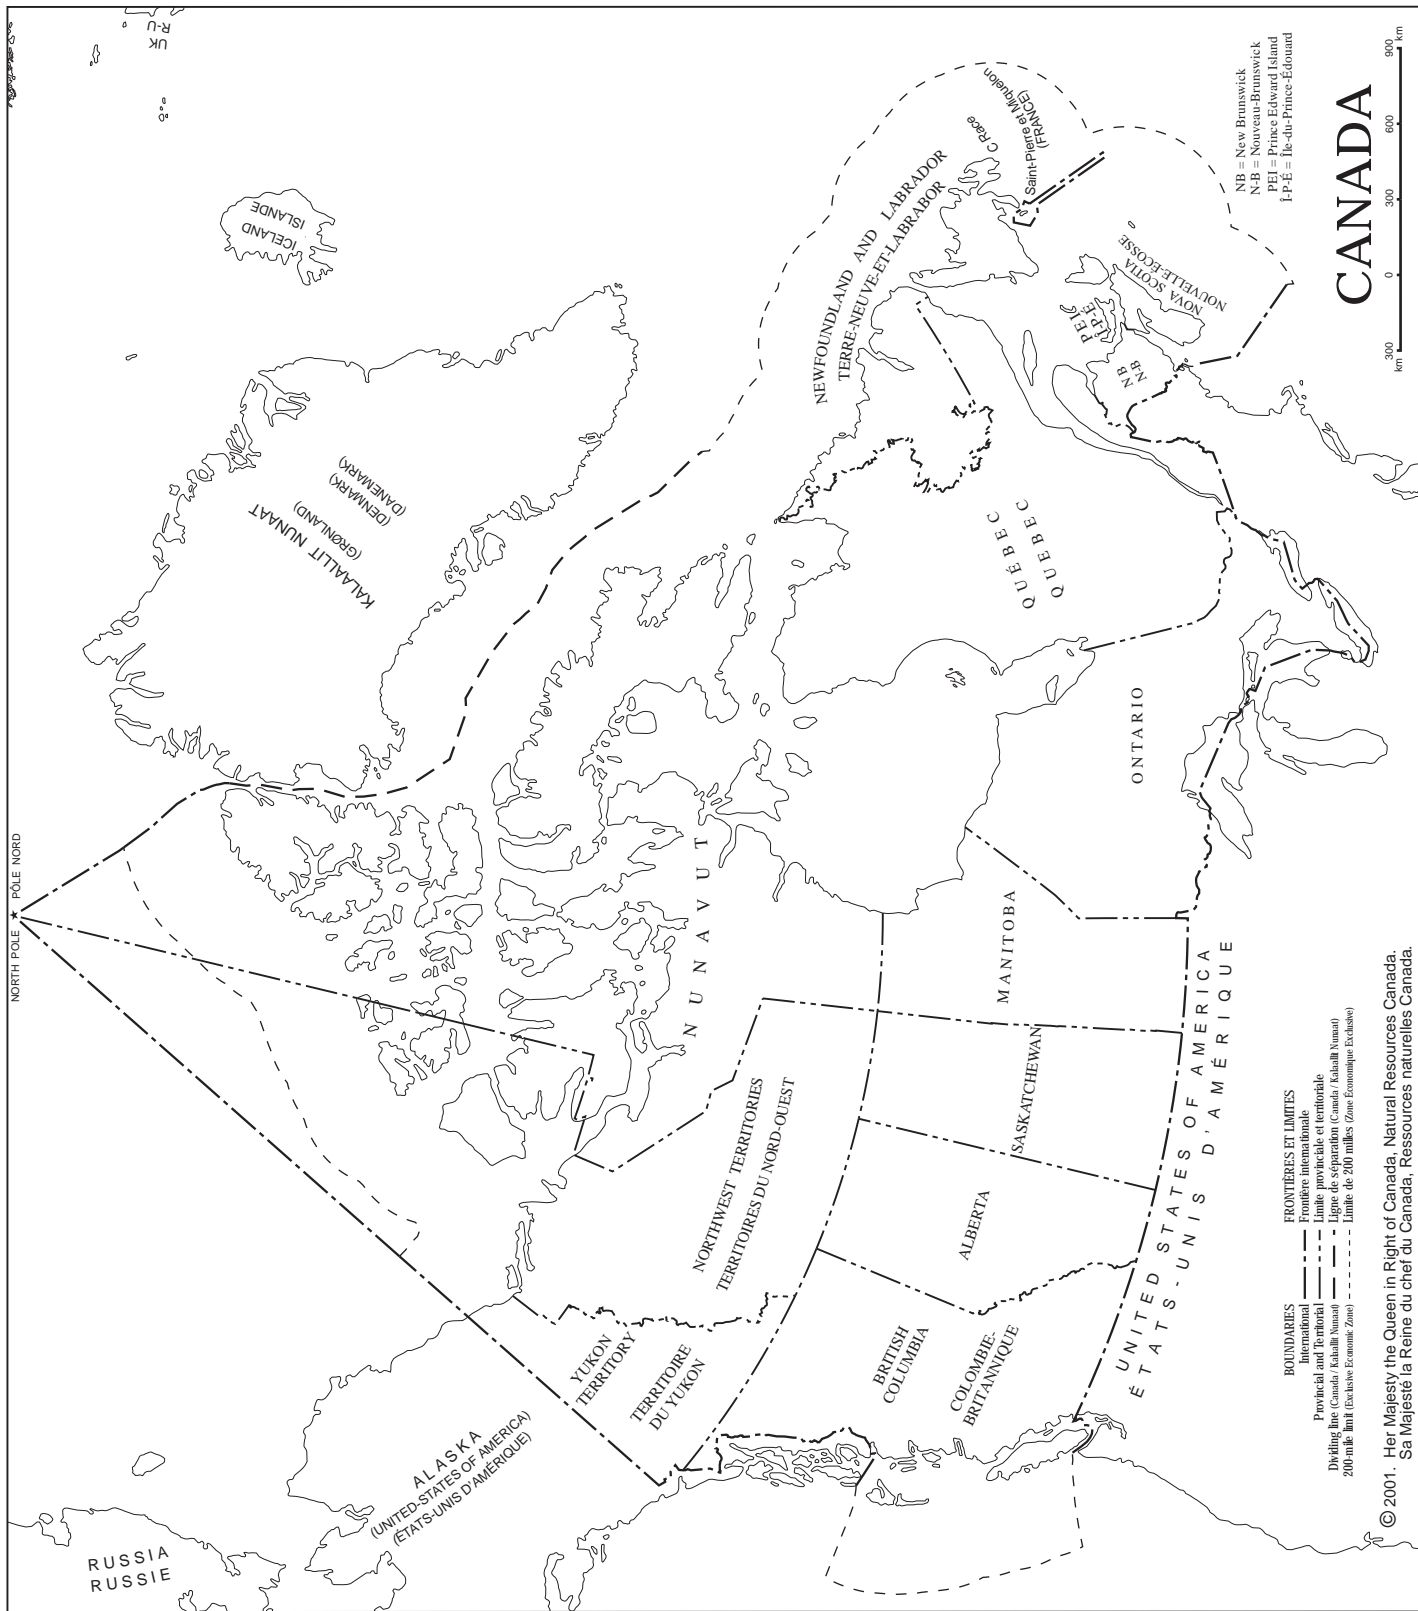 NORTH POLE ★ PÔLE NORD
UK
R-U
ICELAND
ISLANDE
KALAALLIT NUNAAT
(GRØNLAND)
(DENMARK)
(DANEMARK)
RUSSIA
RUSSIE
ALASKA
(UNITED-STATES OF AMERICA)
(ÉTATS-UNIS D'AMÉRIQUE)
YUKON
TERRITORY
TERRITOIRE
DU YUKON
NORTHWEST TERRITORIES
TERRITOIRES DU NORD-OUEST
NUNAVUT
BRITISH
COLUMBIA
COLOMBIE-
BRITANNIQUE
ALBERTA
SASKATCHEWAN
MANITOBA
ONTARIO
QUÉBEC
QUEBEC
NEWFOUNDLAND AND LABRADOR
TERRE-NEUVE-ET-LABRABOR
C Race
Saint-Pierre et Miquelon
(FRANCE)
PEI
Î-P-É
NB
N-B
NOVA SCOTIA
NOUVELLE-ÉCOSSE
UNITED STATES OF AMERICA
ÉTATS-UNIS D'AMÉRIQUE
NB = New Brunswick
N-B = Nouveau-Brunswick
PEI = Prince Edward Island
Î-P-É = Île-du-Prince-Édouard
CANADA
300 0 300 600 900
km km
BOUNDARIES FRONTIÈRES ET LIMITES
International Frontière internationale
Provincial and Territorial Limite provinciale et territoriale
Dividing line (Canada / Kalaallit Nunaat) Ligne de séparation (Canada / Kalaallit Nunaat)
200-mile limit (Exclusive Economic Zone) Limite de 200 milles (Zone Économique Exclusive)
© 2001. Her Majesty the Queen in Right of Canada, Natural Resources Canada.
Sa Majesté la Reine du chef du Canada, Ressources naturelles Canada.